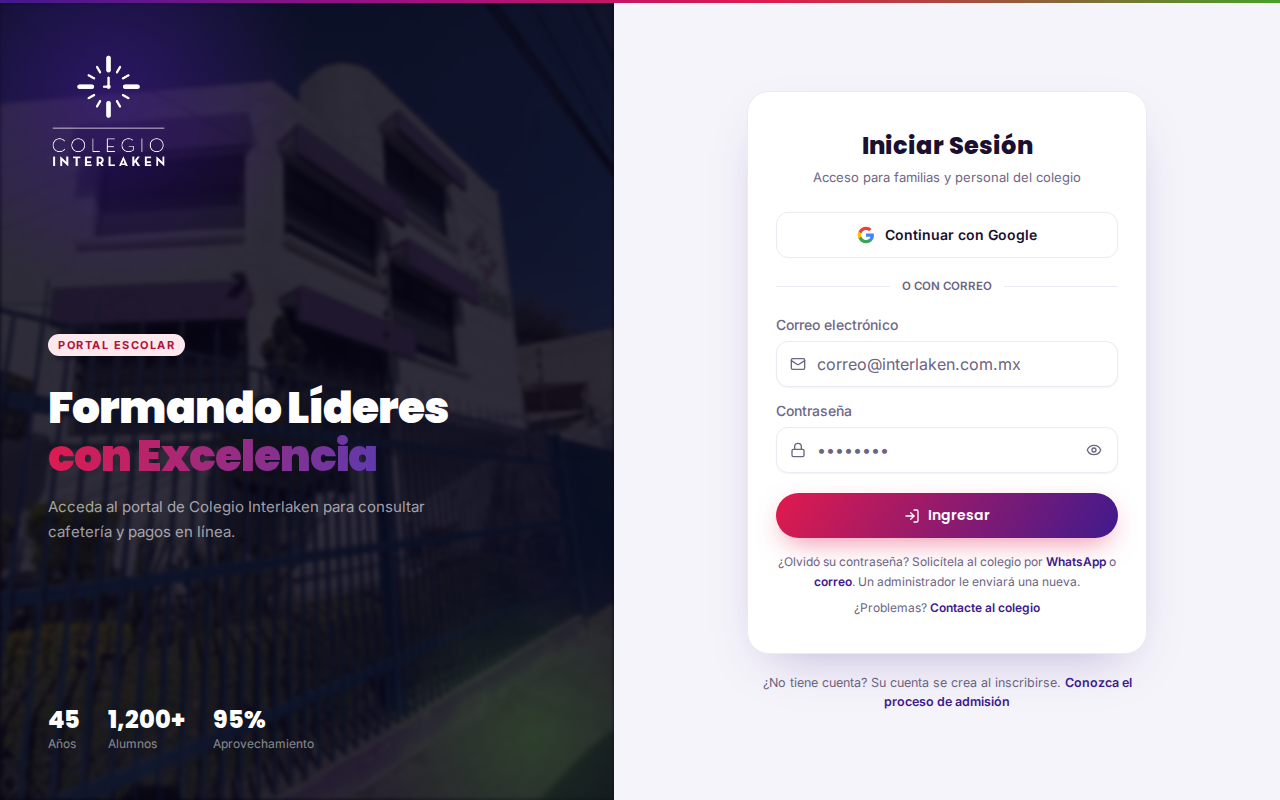 COLEGIO
INTERLAKEN
PORTAL ESCOLAR
Formando Líderes
con Excelencia
Acceda al portal de Colegio Interlaken para consultar
cafetería y pagos en línea.
45
Años
1,200+
Alumnos
95%
Aprovechamiento
Iniciar Sesión
Acceso para familias y personal del colegio
Continuar con Google
O CON CORREO
Correo electrónico
correo@interlaken.com.mx
Contraseña
••••••••
Ingresar
¿Olvidó su contraseña? Solicítela al colegio por WhatsApp o
correo. Un administrador le enviará una nueva.
¿Problemas? Contacte al colegio
¿No tiene cuenta? Su cuenta se crea al inscribirse. Conozca el
proceso de admisión